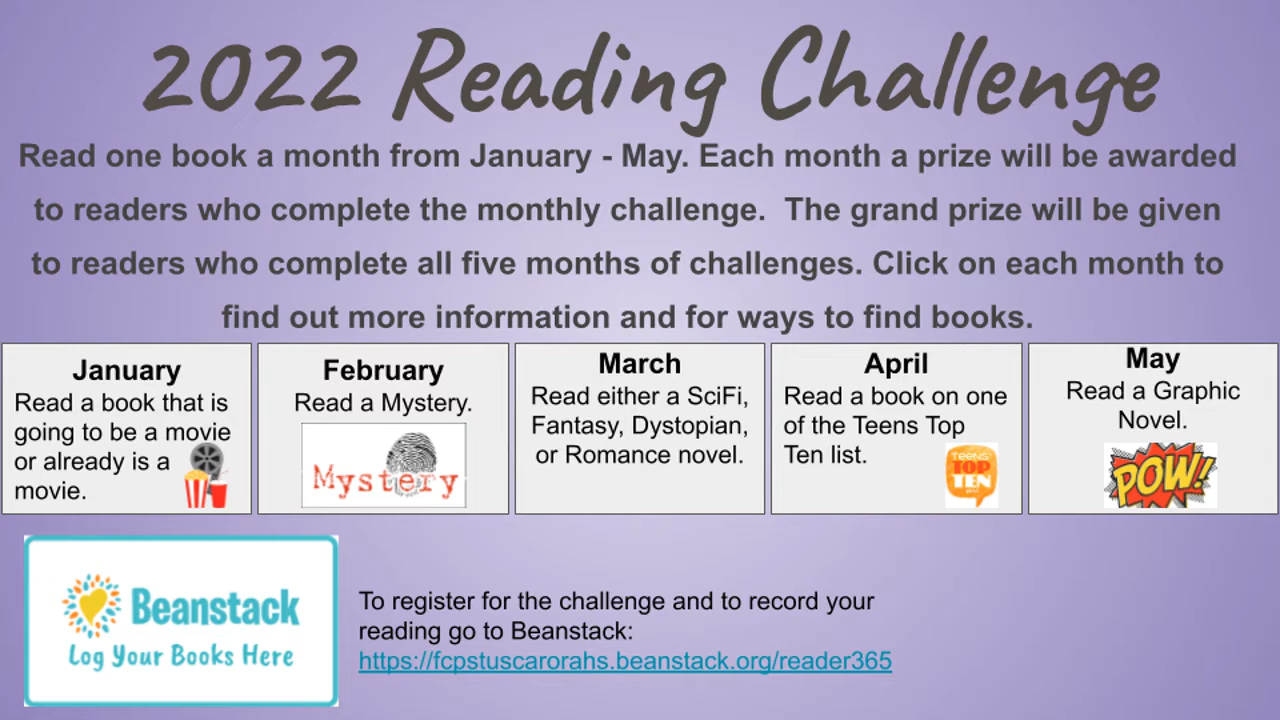 2022 Reading Challenge
Read one book a month from January - May. Each month a prize will be awarded
to readers who complete the monthly challenge.  The grand prize will be given
to readers who complete all five months of challenges. Click on each month to
find out more information and for ways to find books.
January
Read a book that is
going to be a movie
or already is a
movie.
February
Read a Mystery.
Mystery
March
Read either a SciFi,
Fantasy, Dystopian,
or Romance novel.
April
Read a book on one
of the Teens Top
Ten list.
TEENS'
TOP
TEN
May
Read a Graphic
Novel.
POW!
Beanstack
Log Your Books Here
To register for the challenge and to record your
reading go to Beanstack:
https://fcpstuscarorahs.beanstack.org/reader365